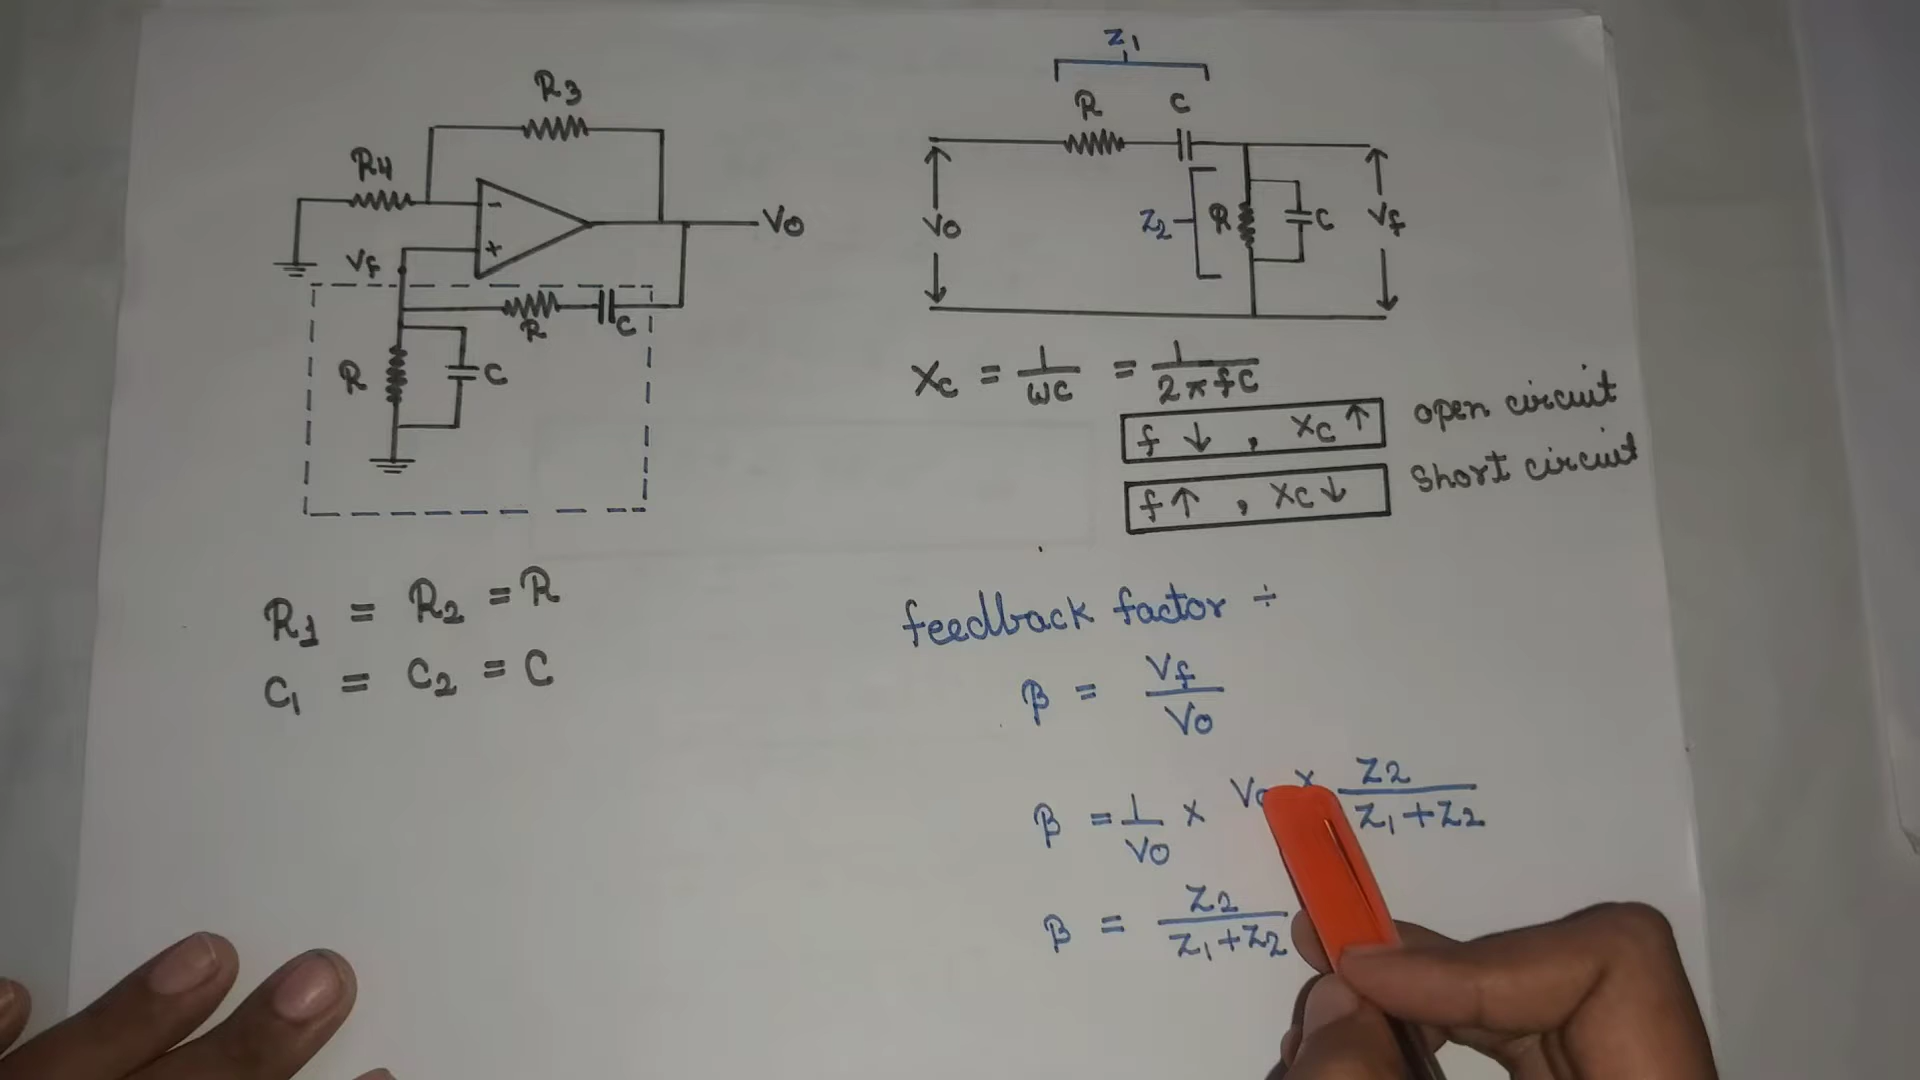 R3
R4
-
+
Vo
Vf
R
C
R
C
R1 = R2 = R
C1 = C2 = C
Z1
R C
Vo
Z2
R
C
Vf
Xc = 1/ωC = 1/2πfC
f ↓ , Xc ↑ open circuit
f ↑ , Xc ↓ Short circuit
feedback factor ÷
β = Vf/Vo
β = 1/Vo × Vo × Z2/Z1+Z2
β = Z2/Z1+Z2